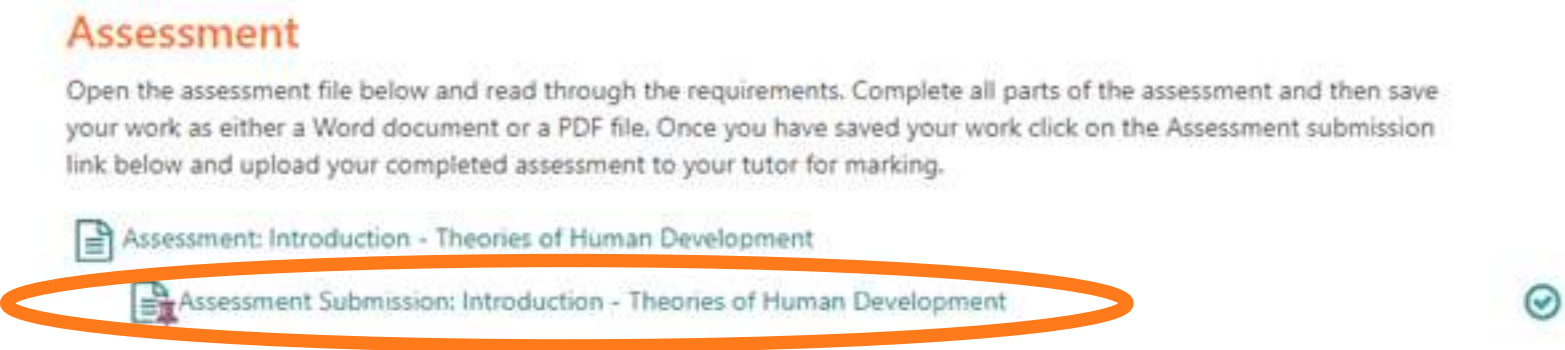 Assessment
Open the assessment file below and read through the requirements. Complete all parts of the assessment and then save
your work as either a Word document or a PDF file. Once you have saved your work click on the Assessment submission
link below and upload your completed assessment to your tutor for marking.
Assessment: Introduction - Theories of Human Development
Assessment Submission: Introduction - Theories of Human Development